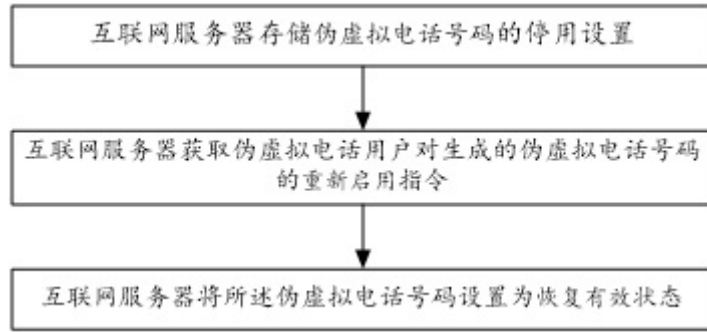 互联网服务器存储伪虚拟电话号码的停用设置
互联网服务器获取伪虚拟电话用户对生成的伪虚拟电话号码
的重新启用指令
互联网服务器将所述伪虚拟电话号码设置为恢复有效状态